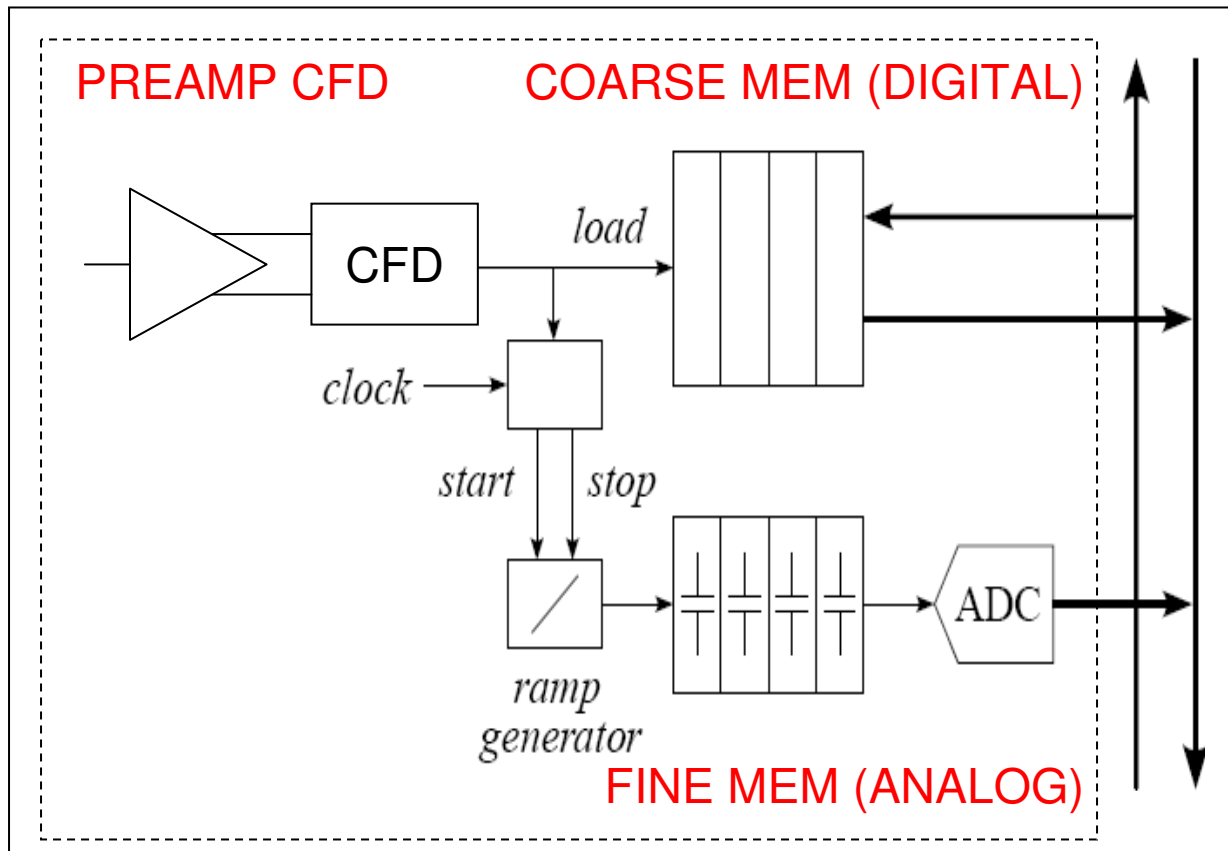 PREAMP CFD
COARSE MEM (DIGITAL)
CFD
load
clock
start
stop
ramp
generator
ADC
FINE MEM (ANALOG)